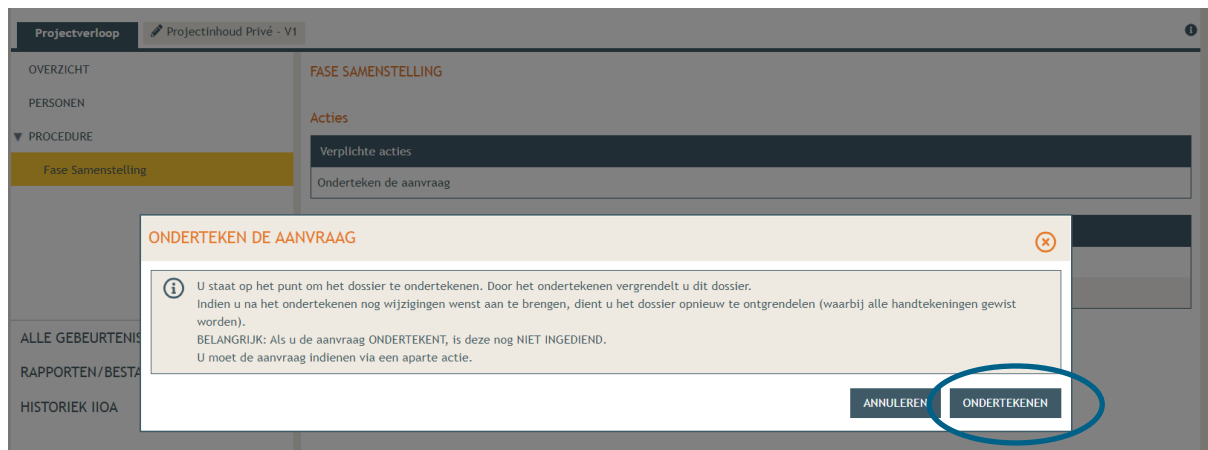 Projectverloop
Projectinhoud Privé - V1
OVERZICHT
PERSONEN
PROCEDURE
Fase Samenstelling
ALLE GEBEURTENIS
RAPPORTEN/BESTA
HISTORIEK IIOA
FASE SAMENSTELLING
Acties
Verplichte acties
Onderteken de aanvraag
ONDERTEKEN DE AANVRAAG
U staat op het punt om het dossier te ondertekenen. Door het ondertekenen vergrendelt u dit dossier.
Indien u na het ondertekenen nog wijzigingen wenst aan te brengen, dient u het dossier opnieuw te ontgrendelen (waarbij alle handtekeningen gewist
worden).
BELANGRIJK: Als u de aanvraag ONDERTEKENT, is deze nog NIET INGEDIEND.
U moet de aanvraag indienen via een aparte actie.
ANNULEREN
ONDERTEKENEN